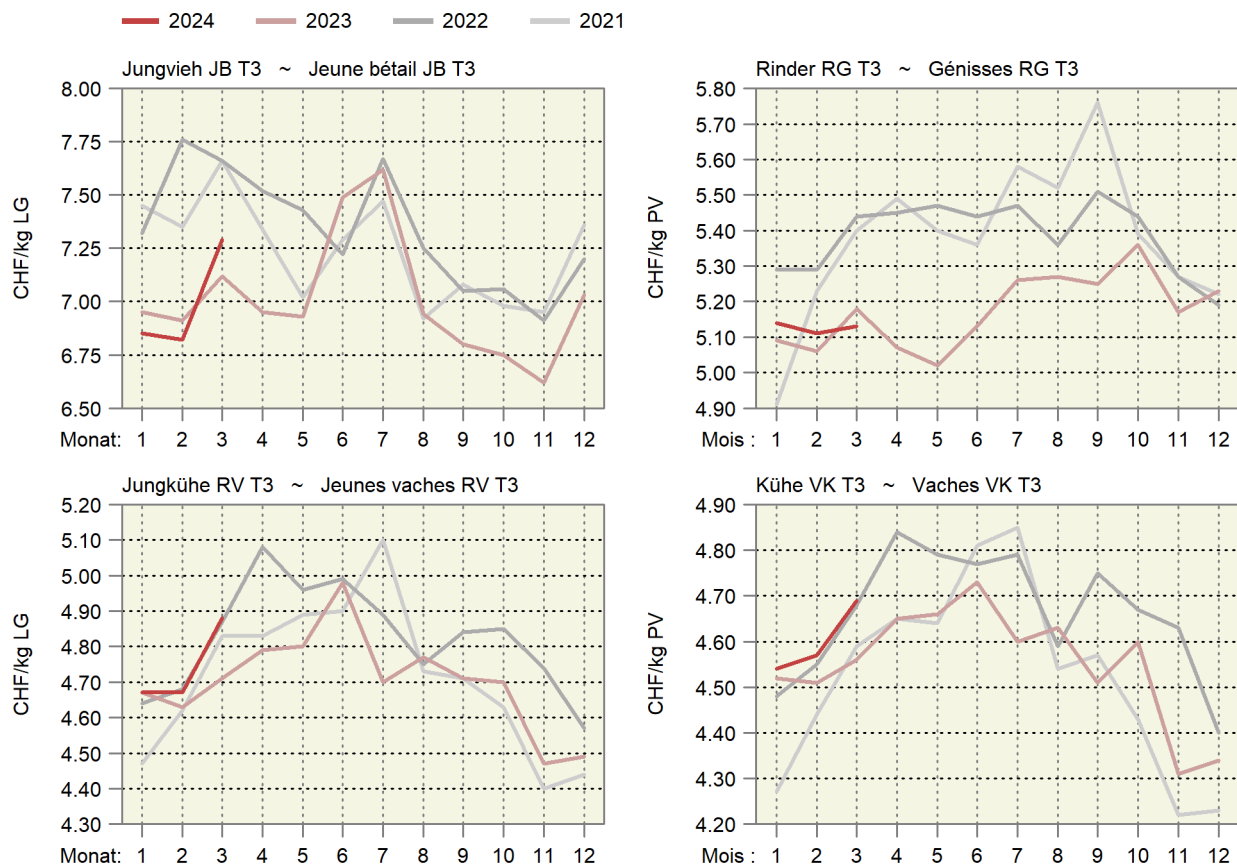 2024 2023 2022 2021
Jungvieh JB T3 ~ Jeune bétail JB T3
8.00
7.75
7.50
7.25
7.00
6.75
6.50
CHF/kg LG
Monat: 1 2 3 4 5 6 7 8 9 10 11 12
Rinder RG T3 ~ Génisses RG T3
5.80
5.70
5.60
5.50
5.40
5.30
5.20
5.10
5.00
4.90
CHF/kg PV
Mois : 1 2 3 4 5 6 7 8 9 10 11 12
Jungkühe RV T3 ~ Jeunes vaches RV T3
5.20
5.10
5.00
4.90
4.80
4.70
4.60
4.50
4.40
4.30
CHF/kg LG
Monat: 1 2 3 4 5 6 7 8 9 10 11 12
Kühe VK T3 ~ Vaches VK T3
4.90
4.80
4.70
4.60
4.50
4.40
4.30
4.20
CHF/kg PV
Mois : 1 2 3 4 5 6 7 8 9 10 11 12